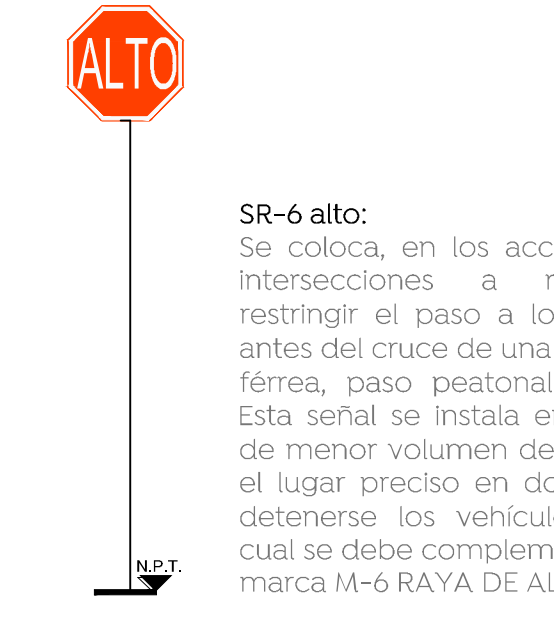 ALTO
SR-6 alto:
Se coloca, en los acc
intersecciones a
restringir el paso a lo
antes del cruce de una
férrea, paso peatonal
Esta señal se instala e
de menor volumen de
el lugar preciso en do
detenerse los vehícul
cual se debe complem
marca M-6 RAYA DE AL
N.P.T.